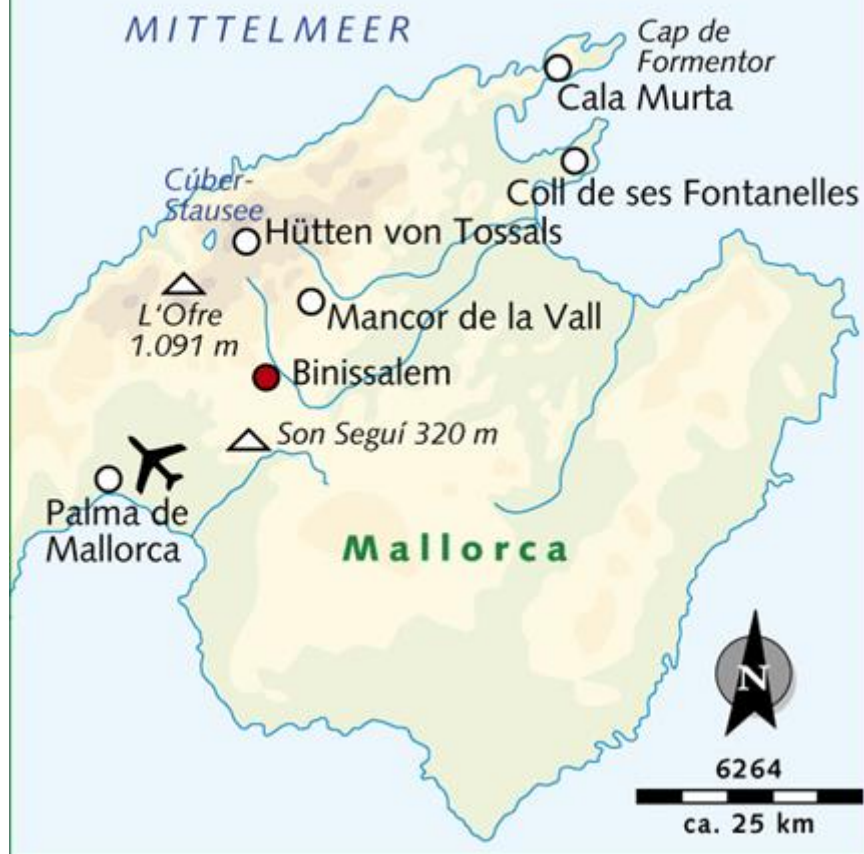 MITTELMEER
Cap de
Formentor
Cala Murta
Coll de ses Fontanelles
Cúber-
Stausee
Hütten von Tossals
L'Ofre
1.091 m
Mancor de la Vall
Binissalem
Son Seguí 320 m
Palma de
Mallorca
Mallorca
N
6264
ca. 25 km